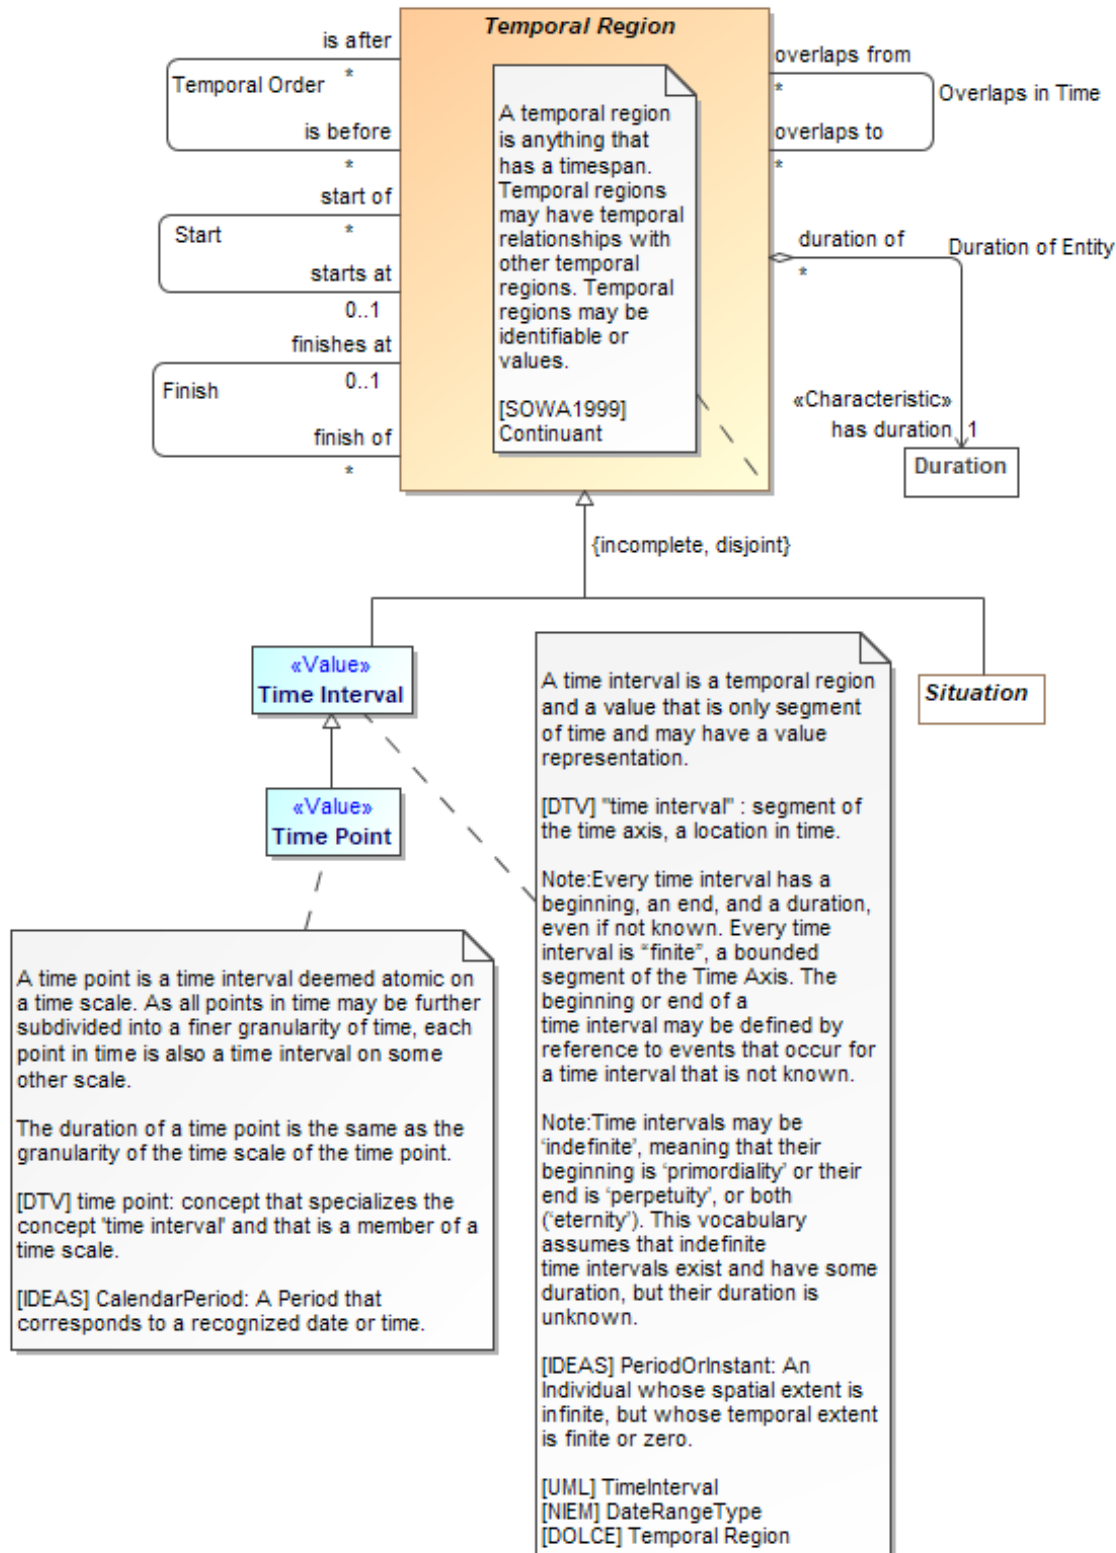 Temporal Region
is after
*
Temporal Order
is before
*
start of
*
Start
starts at
0..1
finishes at
0..1
Finish
finish of
*
A temporal region
is anything that
has a timespan.
Temporal regions
may have temporal
relationships with
other temporal
regions. Temporal
regions may be
identifiable or
values.
[SOWA1999]
Continuant
overlaps from
*
Overlaps in Time
overlaps to
*
duration of
*
Duration of Entity
«Characteristic»
has duration 1
Duration
{incomplete, disjoint}
«Value»
Time Interval
«Value»
Time Point
Situation
A time interval is a temporal region
and a value that is only segment
of time and may have a value
representation.
[DTV] "time interval" : segment of
the time axis, a location in time.
Note:Every time interval has a
beginning, an end, and a duration,
even if not known. Every time
interval is “finite”, a bounded
segment of the Time Axis. The
beginning or end of a
time interval may be defined by
reference to events that occur for
a time interval that is not known.
Note:Time intervals may be
‘indefinite’, meaning that their
beginning is ‘primordiality’ or their
end is ‘perpetuity’, or both
(‘eternity’). This vocabulary
assumes that indefinite
time intervals exist and have some
duration, but their duration is
unknown.
[IDEAS] PeriodOrInstant: An
Individual whose spatial extent is
infinite, but whose temporal extent
is finite or zero.
[UML] TimeInterval
[NIEM] DateRangeType
[DOLCE] Temporal Region
A time point is a time interval deemed atomic on
a time scale. As all points in time may be further
subdivided into a finer granularity of time, each
point in time is also a time interval on some
other scale.
The duration of a time point is the same as the
granularity of the time scale of the time point.
[DTV] time point: concept that specializes the
concept 'time interval' and that is a member of a
time scale.
[IDEAS] CalendarPeriod: A Period that
corresponds to a recognized date or time.